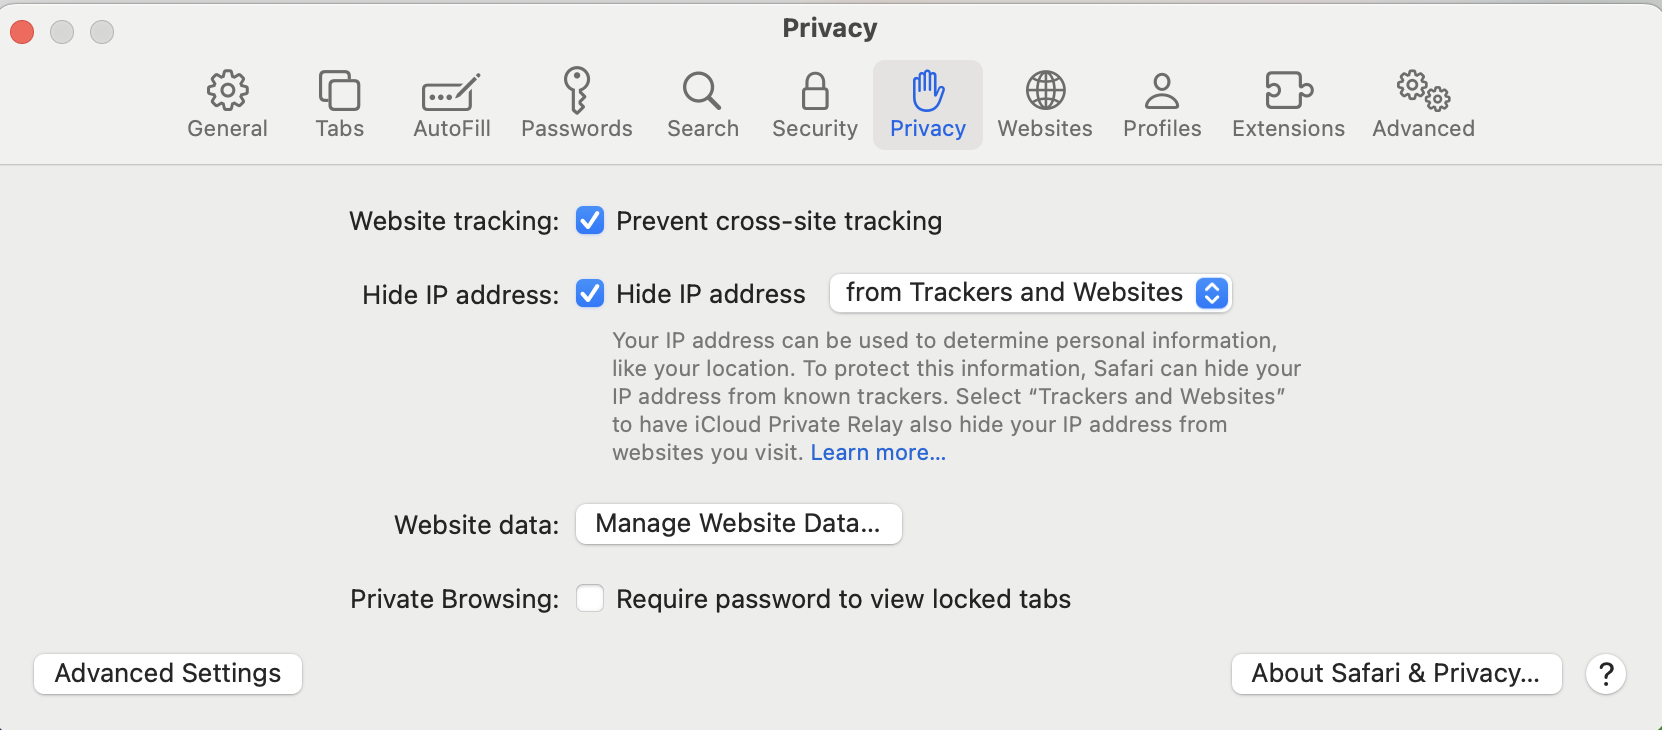 Privacy
General Tabs AutoFill Passwords Search Security Privacy Websites Profiles Extensions Advanced
Website tracking: Prevent cross-site tracking
Hide IP address: Hide IP address from Trackers and Websites
Your IP address can be used to determine personal information,
like your location. To protect this information, Safari can hide your
IP address from known trackers. Select “Trackers and Websites”
to have iCloud Private Relay also hide your IP address from
websites you visit. Learn more…
Website data: Manage Website Data…
Private Browsing: Require password to view locked tabs
Advanced Settings About Safari & Privacy… ?